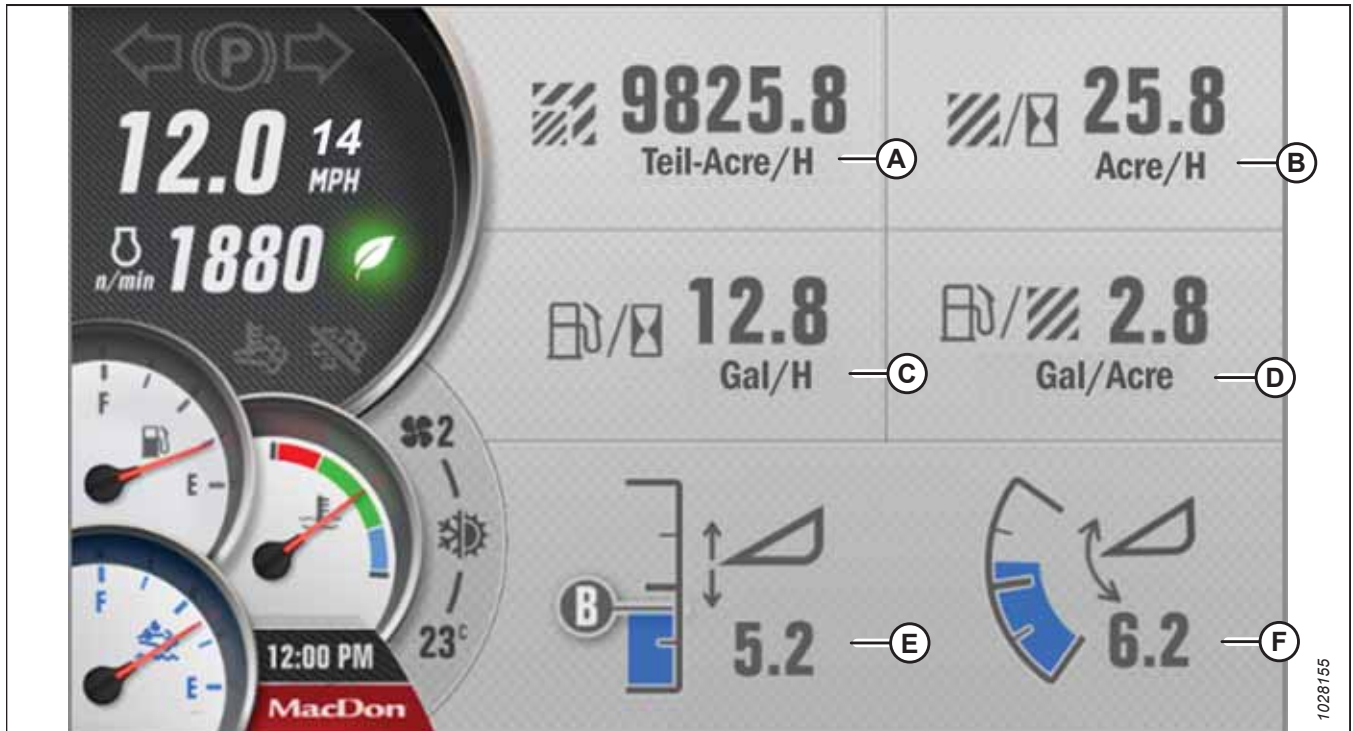 P
12.0 14
MPH
n/min 1880
F
E
F
E
2
23°C
12:00 PM
MacDon
9825.8
Teil-Acre/H
A
/ 25.8
Acre/H
B
/ 12.8
Gal/H
C
/ 2.8
Gal/Acre
D
B
5.2
E
6.2
F
1028155